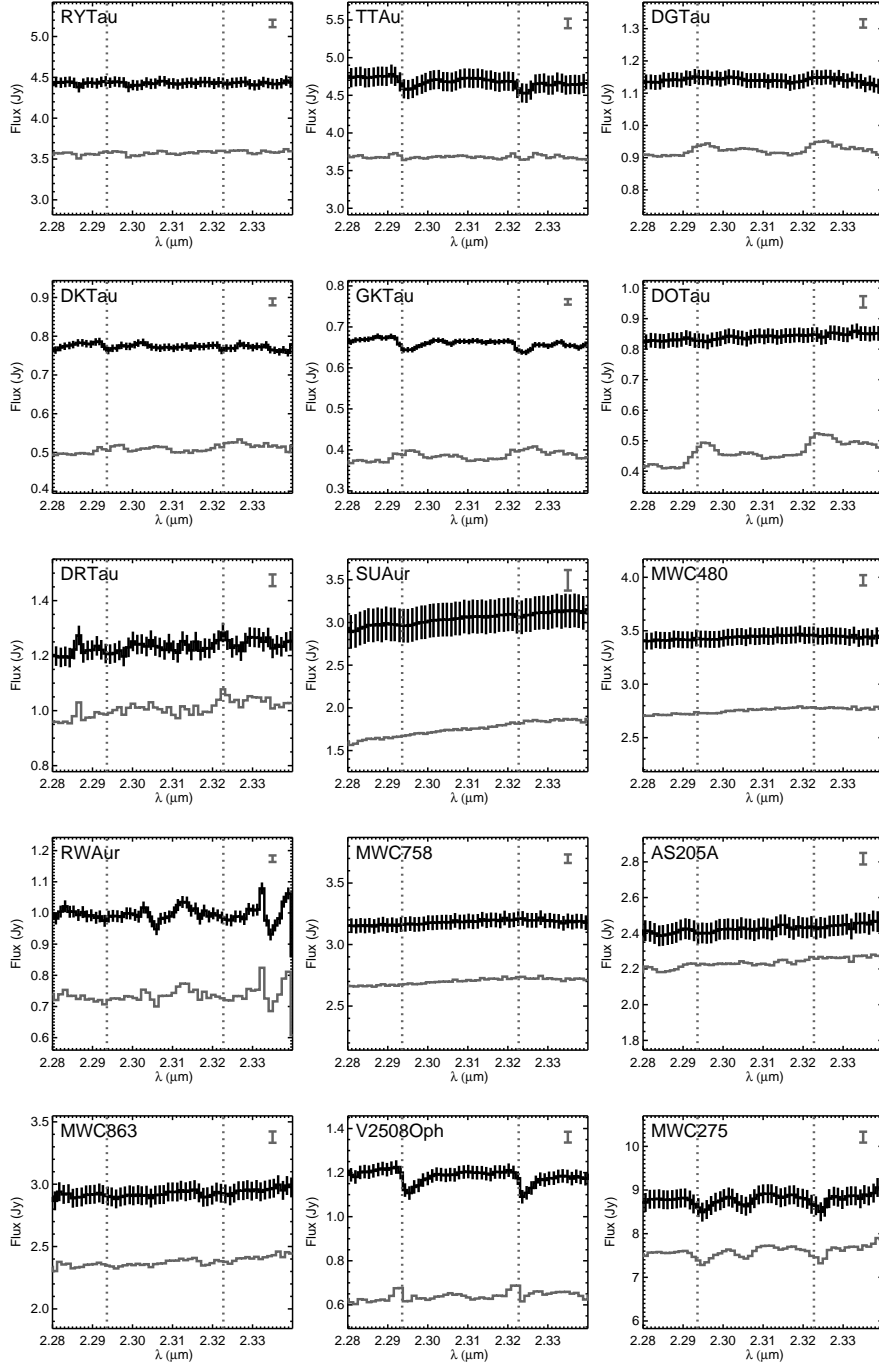 RYTau
Flux (Jy)
5.0
4.5
4.0
3.5
3.0
2.28 2.29 2.30 2.31 2.32 2.33
λ (μm)
TTAu
Flux (Jy)
5.5
5.0
4.5
4.0
3.5
3.0
2.28 2.29 2.30 2.31 2.32 2.33
λ (μm)
DGTau
Flux (Jy)
1.3
1.2
1.1
1.0
0.9
0.8
2.28 2.29 2.30 2.31 2.32 2.33
λ (μm)
DKTau
Flux (Jy)
0.9
0.8
0.7
0.6
0.5
0.4
2.28 2.29 2.30 2.31 2.32 2.33
λ (μm)
GKTau
Flux (Jy)
0.8
0.7
0.6
0.5
0.4
0.3
2.28 2.29 2.30 2.31 2.32 2.33
λ (μm)
DOTau
Flux (Jy)
1.0
0.9
0.8
0.7
0.6
0.5
0.4
2.28 2.29 2.30 2.31 2.32 2.33
λ (μm)
DRTau
Flux (Jy)
1.4
1.2
1.0
0.8
2.28 2.29 2.30 2.31 2.32 2.33
λ (μm)
SUAur
Flux (Jy)
3.5
3.0
2.5
2.0
1.5
2.28 2.29 2.30 2.31 2.32 2.33
λ (μm)
MWC480
Flux (Jy)
4.0
3.5
3.0
2.5
2.28 2.29 2.30 2.31 2.32 2.33
λ (μm)
RWAur
Flux (Jy)
1.2
1.1
1.0
0.9
0.8
0.7
0.6
2.28 2.29 2.30 2.31 2.32 2.33
λ (μm)
MWC758
Flux (Jy)
3.5
3.0
2.5
2.28 2.29 2.30 2.31 2.32 2.33
λ (μm)
AS205A
Flux (Jy)
2.8
2.6
2.4
2.2
2.0
1.8
2.28 2.29 2.30 2.31 2.32 2.33
λ (μm)
MWC863
Flux (Jy)
3.5
3.0
2.5
2.0
2.28 2.29 2.30 2.31 2.32 2.33
λ (μm)
V2508Oph
Flux (Jy)
1.4
1.2
1.0
0.8
0.6
2.28 2.29 2.30 2.31 2.32 2.33
λ (μm)
MWC275
Flux (Jy)
10
9
8
7
6
2.28 2.29 2.30 2.31 2.32 2.33
λ (μm)